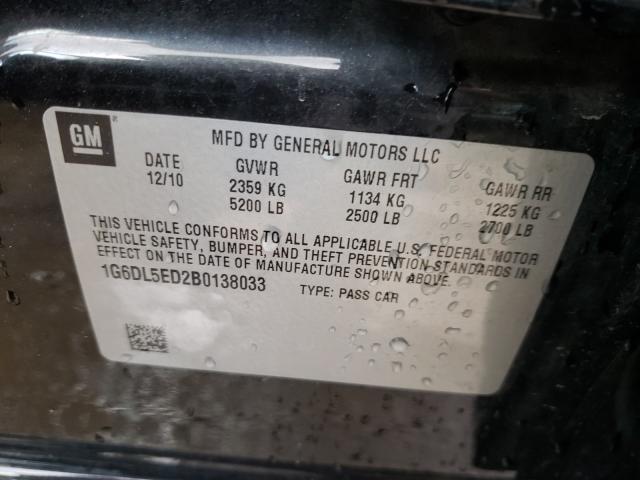 GM
MFD BY GENERAL MOTORS LLC
DATE GVWR GAWR FRT GAWR RR
12/10 2359 KG 1134 KG 1225 KG
5200 LB 2500 LB 2700 LB
THIS VEHICLE CONFORMS TO ALL APPLICABLE U.S. FEDERAL MOTOR
VEHICLE SAFETY, BUMPER, AND THEFT PREVENTION STANDARDS IN
EFFECT ON THE DATE OF MANUFACTURE SHOWN ABOVE.
1G6DL5ED2B0138033 TYPE: PASS CAR